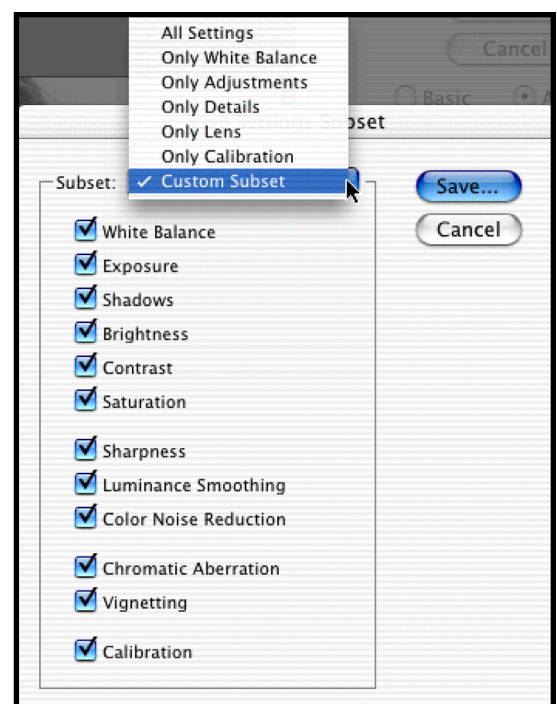 All Settings
Only White Balance
Cancel
Only Adjustments
Only Details
Basic
Only Lens
Subset
Only Calibration
Subset: ✓ Custom Subset
Save...
Cancel
White Balance
Exposure
Shadows
Brightness
Contrast
Saturation
Sharpness
Luminance Smoothing
Color Noise Reduction
Chromatic Aberration
Vignetting
Calibration